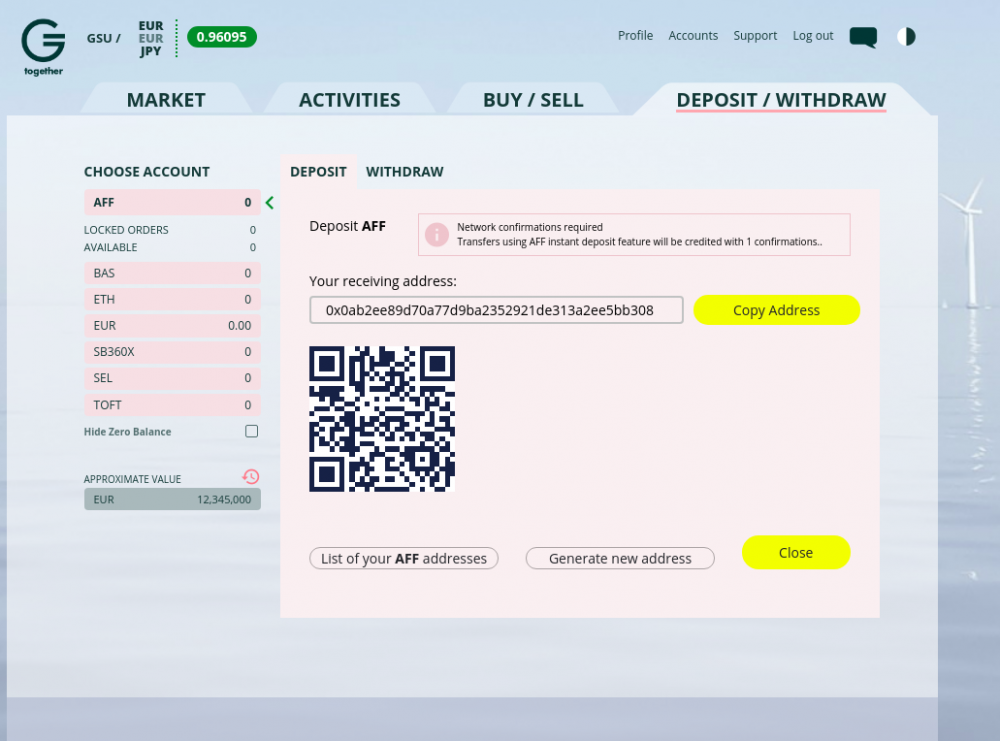 together
GSU /
EUR
EUR
JPY
0.96095
Profile Accounts Support Log out
MARKET ACTIVITIES BUY / SELL DEPOSIT / WITHDRAW
CHOOSE ACCOUNT
AFF 0
LOCKED ORDERS 0
AVAILABLE 0
BAS 0
ETH 0
EUR 0.00
SB360X 0
SEL 0
TOFT 0
Hide Zero Balance
APPROXIMATE VALUE
EUR 12,345,000
DEPOSIT WITHDRAW
Deposit AFF
Network confirmations required
Transfers using AFF instant deposit feature will be credited with 1 confirmations..
Your receiving address:
0x0ab2ee89d70a77d9ba2352921de313a2ee5bb308
Copy Address
List of your AFF addresses
Generate new address
Close